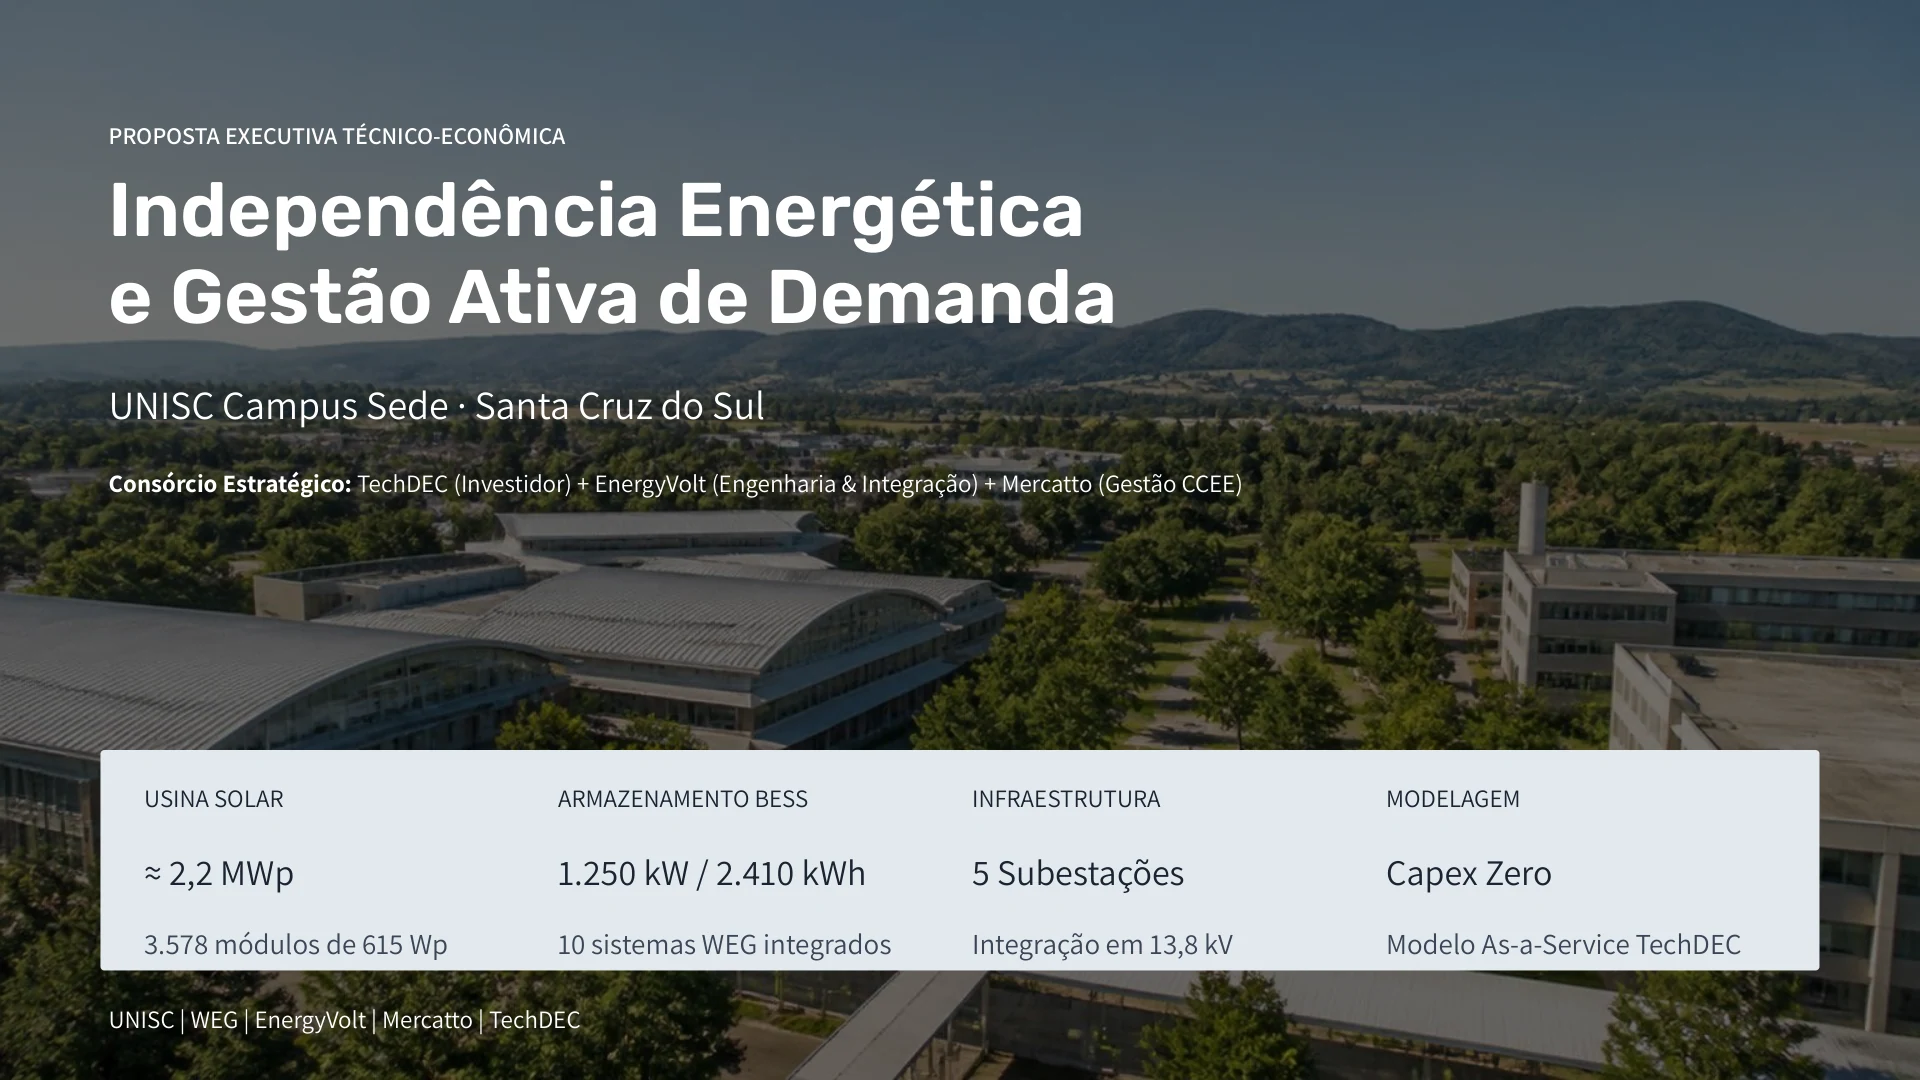 PROPOSTA EXECUTIVA TÉCNICO-ECONÔMICA
Independência Energética
e Gestão Ativa de Demanda
UNISC Campus Sede · Santa Cruz do Sul
Consórcio Estratégico: TechDEC (Investidor) + EnergyVolt (Engenharia & Integração) + Mercatto (Gestão CCEE)
USINA SOLAR
≈ 2,2 MWp
3.578 módulos de 615 Wp
ARMAZENAMENTO BESS
1.250 kW / 2.410 kWh
10 sistemas WEG integrados
INFRAESTRUTURA
5 Subestações
Integração em 13,8 kV
MODELAGEM
Capex Zero
Modelo As-a-Service TechDEC
UNISC | WEG | EnergyVolt | Mercatto | TechDEC